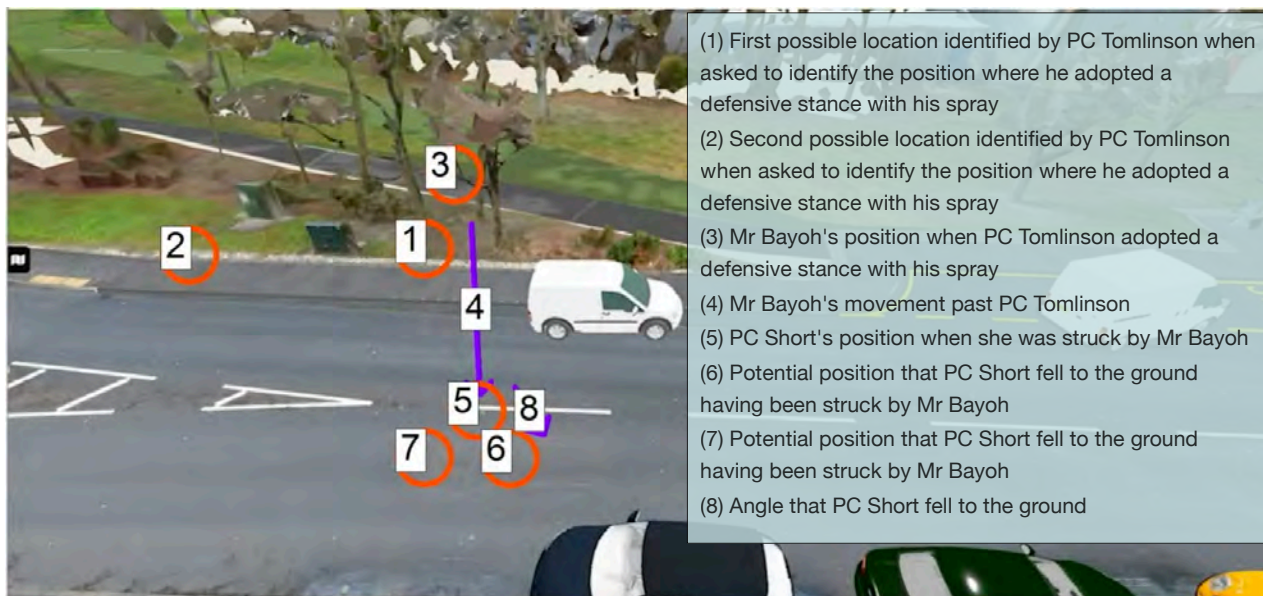 (1) First possible location identified by PC Tomlinson when
asked to identify the position where he adopted a
defensive stance with his spray
(2) Second possible location identified by PC Tomlinson
when asked to identify the position where he adopted a
defensive stance with his spray
(3) Mr Bayoh's position when PC Tomlinson adopted a
defensive stance with his spray
(4) Mr Bayoh's movement past PC Tomlinson
(5) PC Short's position when she was struck by Mr Bayoh
(6) Potential position that PC Short fell to the ground
having been struck by Mr Bayoh
(7) Potential position that PC Short fell to the ground
having been struck by Mr Bayoh
(8) Angle that PC Short fell to the ground
3
1
2
4
5
8
7
6